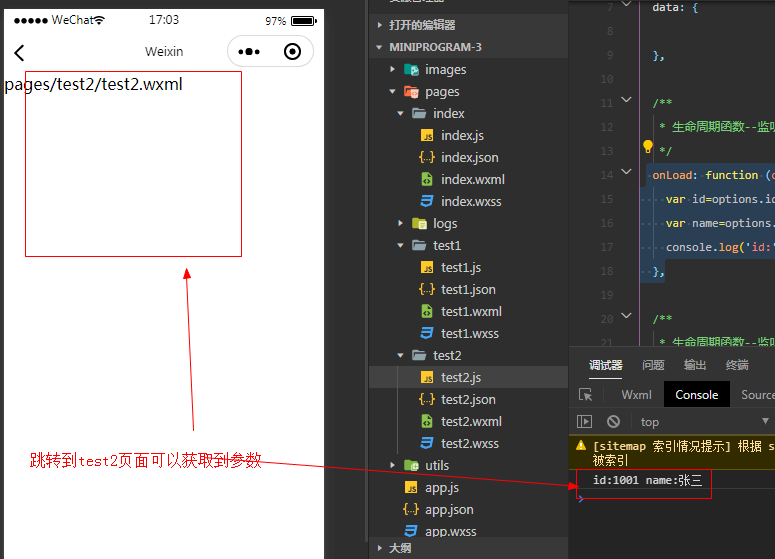 WeChat 17:03 97%
Weixin
pages/test2/test2.wxml
跳转到test2页面可以获取到参数
打开的编辑器
MINIPROGRAM-3
images
pages
index
index.js
index.json
index.wxml
index.wxss
logs
test1
test1.js
test1.json
test1.wxml
test1.wxss
test2
test2.js
test2.json
test2.wxml
test2.wxss
utils
app.js
app.json
app.wxss
大纲
7 data: {
8
9 },
10
11 /**
12 * 生命周期函数--监
13 */
14 onLoad: function (
15 var id=options.i
16 var name=options.
17 console.log('id:
18 },
19
20 /**
21 * 生命周期函数--监
调试器 问题 输出 终端
Wxml Console Sourc
top
[sitemap 索引情况提示] 根据 s
被索引
id:1001 name:张三